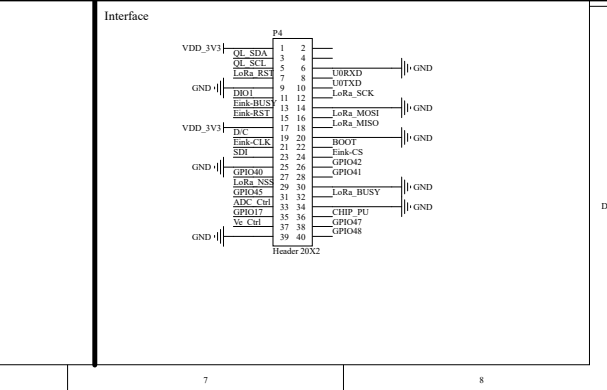 Interface
P4
VDD_3V3 1 2
QL_SDA 3 4
QL_SCL 5 6 GND
LoRa_RST 7 8 U0RXD
GND 9 10 U0TXD
DIO1 11 12 LoRa_SCK
Eink-BUSY 13 14 GND
Eink-RST 15 16 LoRa_MOSI
VDD_3V3 17 18 LoRa_MISO
D/C 19 20 GND
Eink-CLK 21 22 BOOT
SDI 23 24 Eink-CS
GND 25 26 GPIO42
GPIO40 27 28 GPIO41
LoRa_NSS 29 30 GND
GPIO45 31 32 LoRa_BUSY
ADC_Ctrl 33 34 GND
GPIO17 35 36 CHIP_PU
Ve_Ctrl 37 38 GPIO47
GND 39 40 GPIO48
Header 20X2
D
7 8